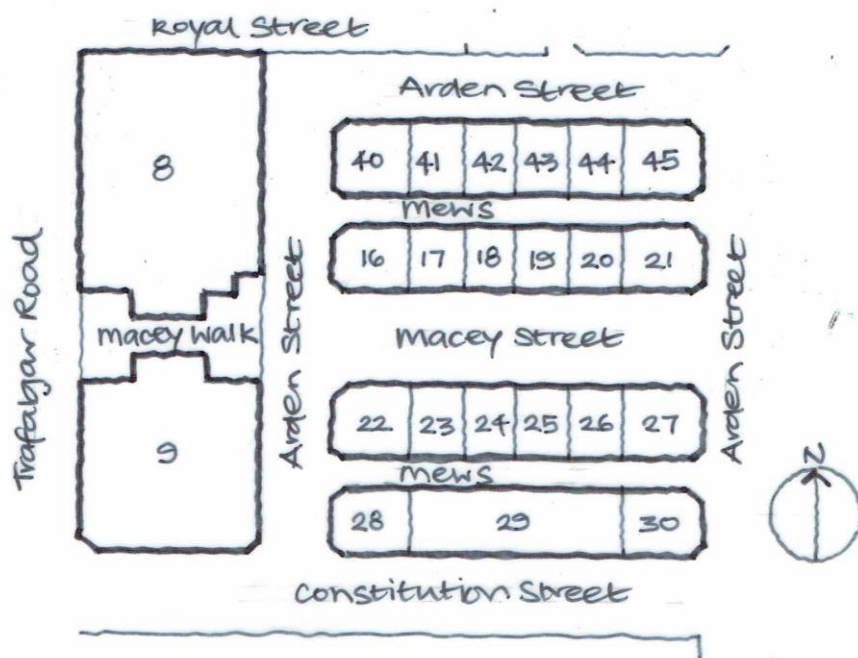 Royal Street
Arden Street
8
40 41 42 43 44 45
Mews
16 17 18 19 20 21
Trafalgar Road
Macey Walk
Arden Street
Macey Street
Arden Street
22 23 24 25 26 27
9
Mews
N
28 29 30
Constitution Street